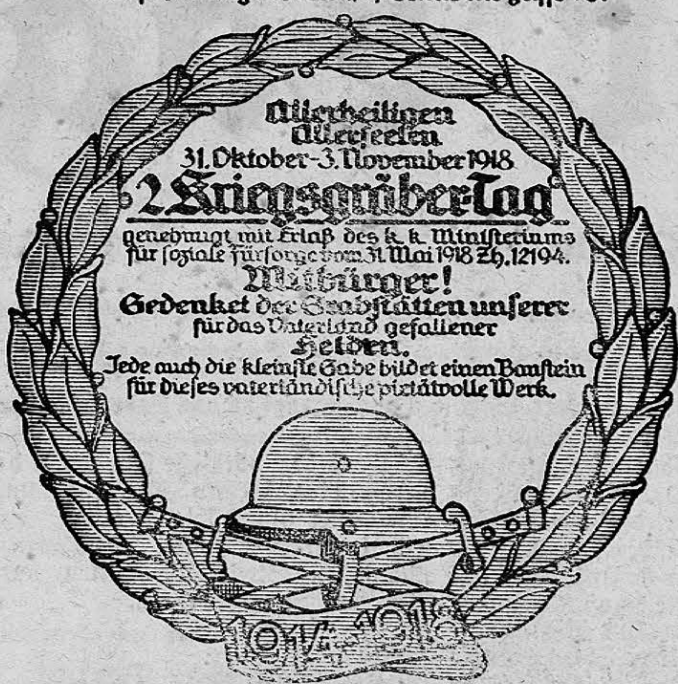 Allerheiligen
Allerseelen
31. Oktober-3. November 1918
2 Kriegsgräber-Tag
genehmigt mit Erlaß des k. k. Ministeriums
für soziale Fürsorge vom 31. Mai 1918 Zh. 12194.
Mitbürger!
Gedenket der Grabstätten unserer
für das Vaterland gefallener
Helden.
Jede auch die kleinste Gabe bildet einen Baustein
für dieses vaterländische pietätvolle Werk.
1914-1918